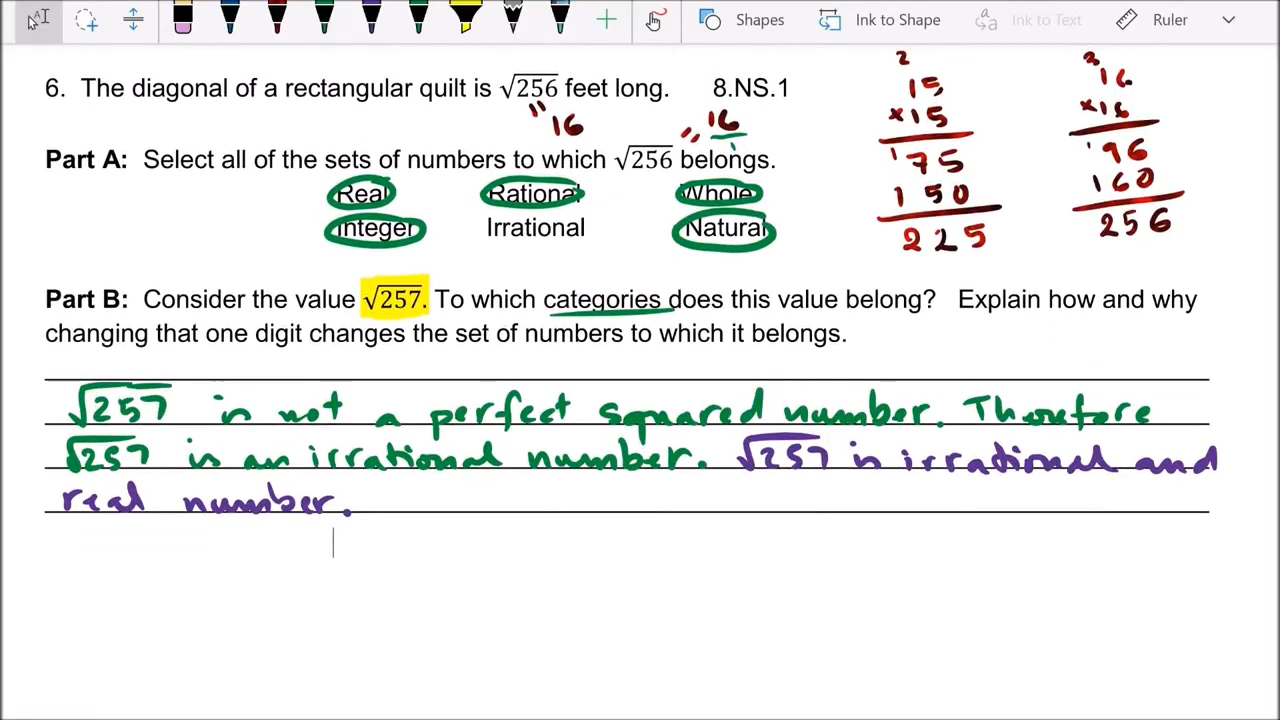 Shapes Ink to Shape Ink to Text Ruler
6. The diagonal of a rectangular quilt is √256 feet long. 8.NS.1
" 16
" 16
1
Part A: Select all of the sets of numbers to which √256 belongs.
Real Rational Whole
Integer Irrational Natural
2
15
×15
175
150
225
3
16
×16
196
160
256
Part B: Consider the value √257. To which categories does this value belong? Explain how and why
changing that one digit changes the set of numbers to which it belongs.
√257 is not a perfect squared number. Therefore
√257 is an irrational number. √257 is irrational and
real number.